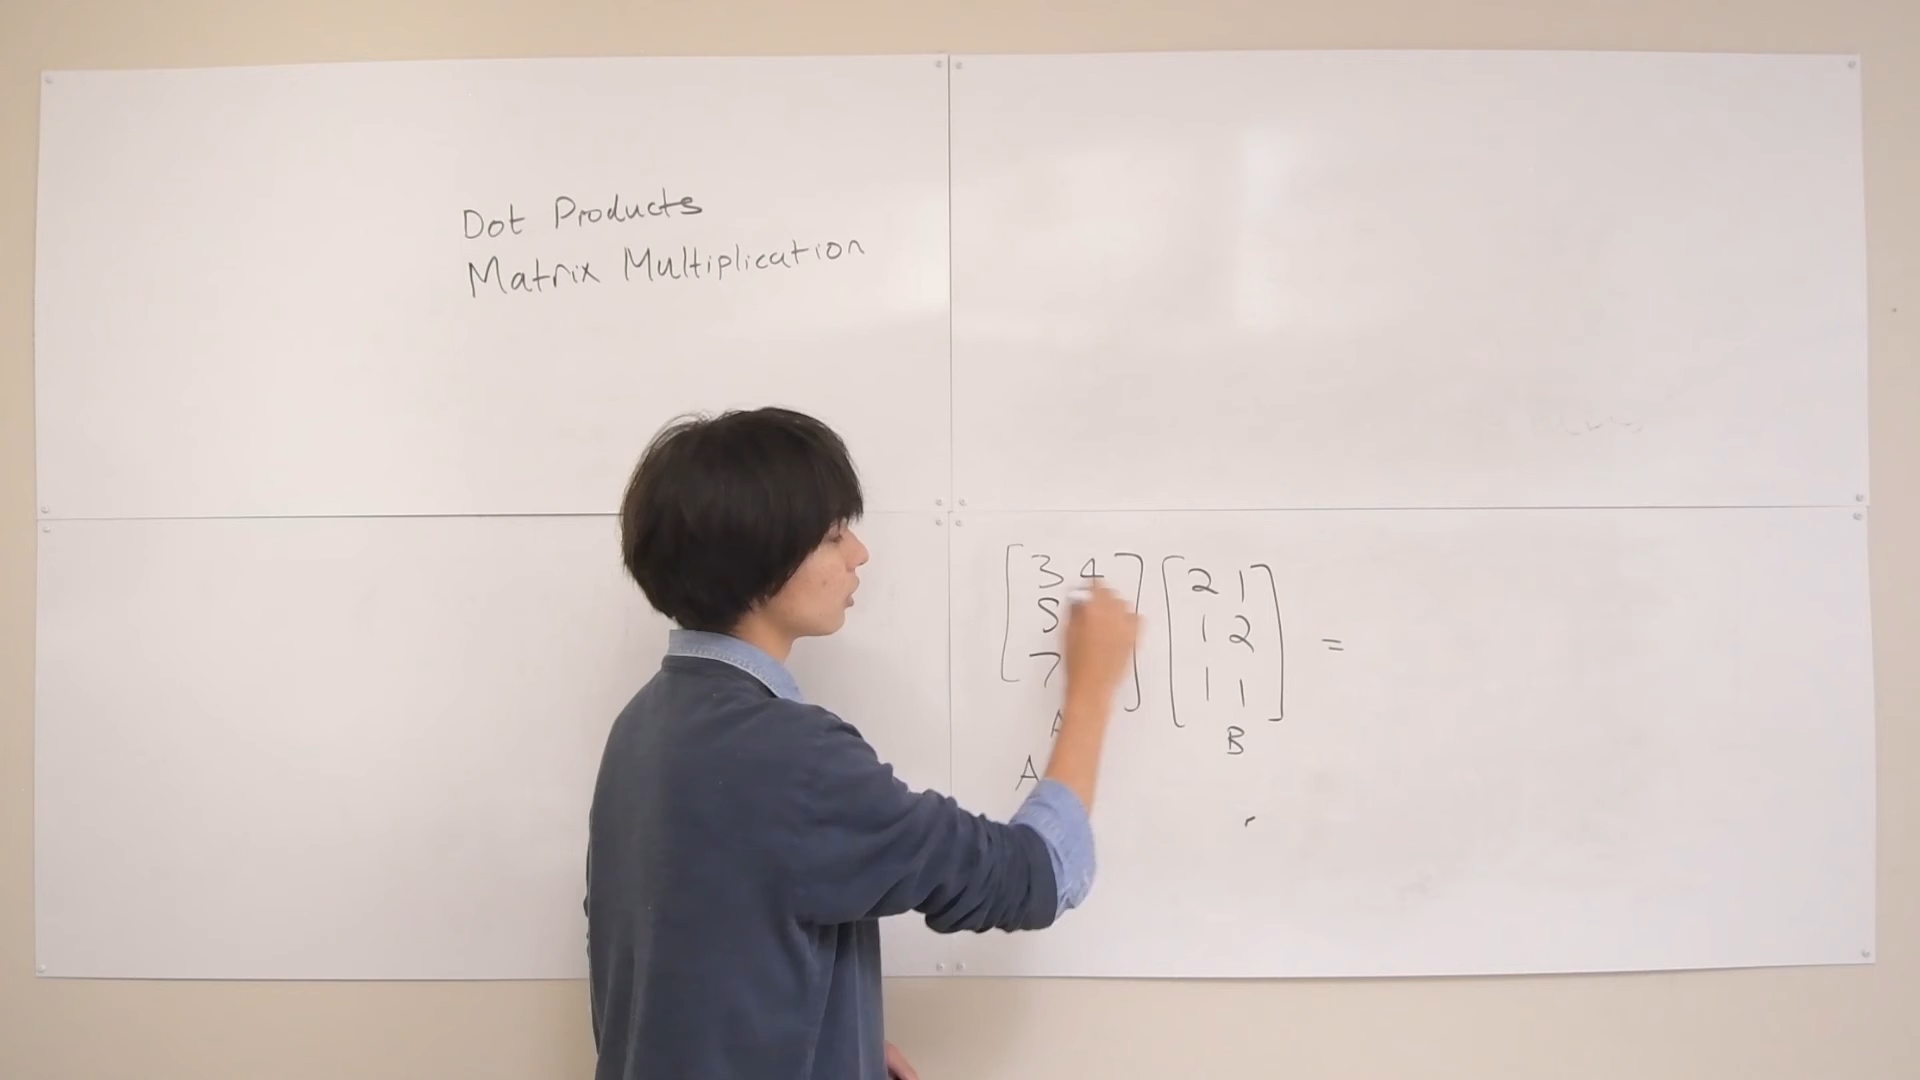 Dot Products
Matrix Multiplication
[3 4] [2 1]
5 1 2 =
7 1 1
A B
A